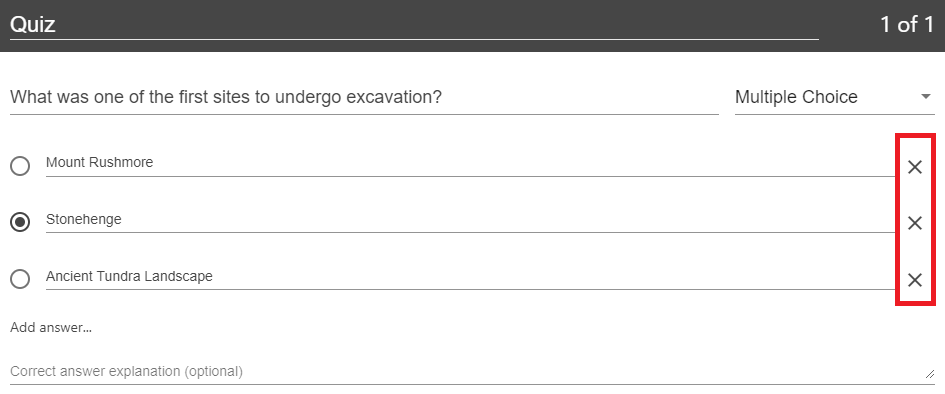 Quiz 1 of 1
What was one of the first sites to undergo excavation? Multiple Choice
Mount Rushmore
Stonehenge
Ancient Tundra Landscape
Add answer...
Correct answer explanation (optional)